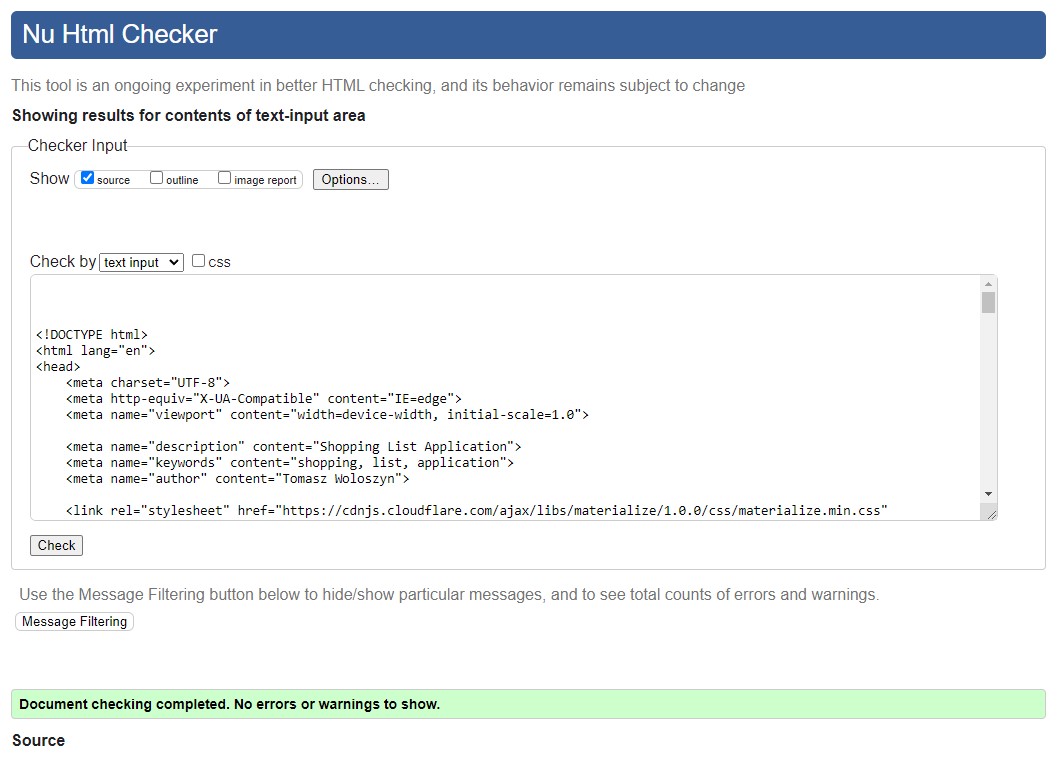 Nu Html Checker
This tool is an ongoing experiment in better HTML checking, and its behavior remains subject to change
Showing results for contents of text-input area
Checker Input
Show source outline image report Options...
Check by text input css
<!DOCTYPE html>
<html lang="en">
<head>
    <meta charset="UTF-8">
    <meta http-equiv="X-UA-Compatible" content="IE=edge">
    <meta name="viewport" content="width=device-width, initial-scale=1.0">
    <meta name="description" content="Shopping List Application">
    <meta name="keywords" content="shopping, list, application">
    <meta name="author" content="Tomasz Woloszyn">
    <link rel="stylesheet" href="https://cdnjs.cloudflare.com/ajax/libs/materialize/1.0.0/css/materialize.min.css"
Check
Use the Message Filtering button below to hide/show particular messages, and to see total counts of errors and warnings.
Message Filtering
Document checking completed. No errors or warnings to show.
Source